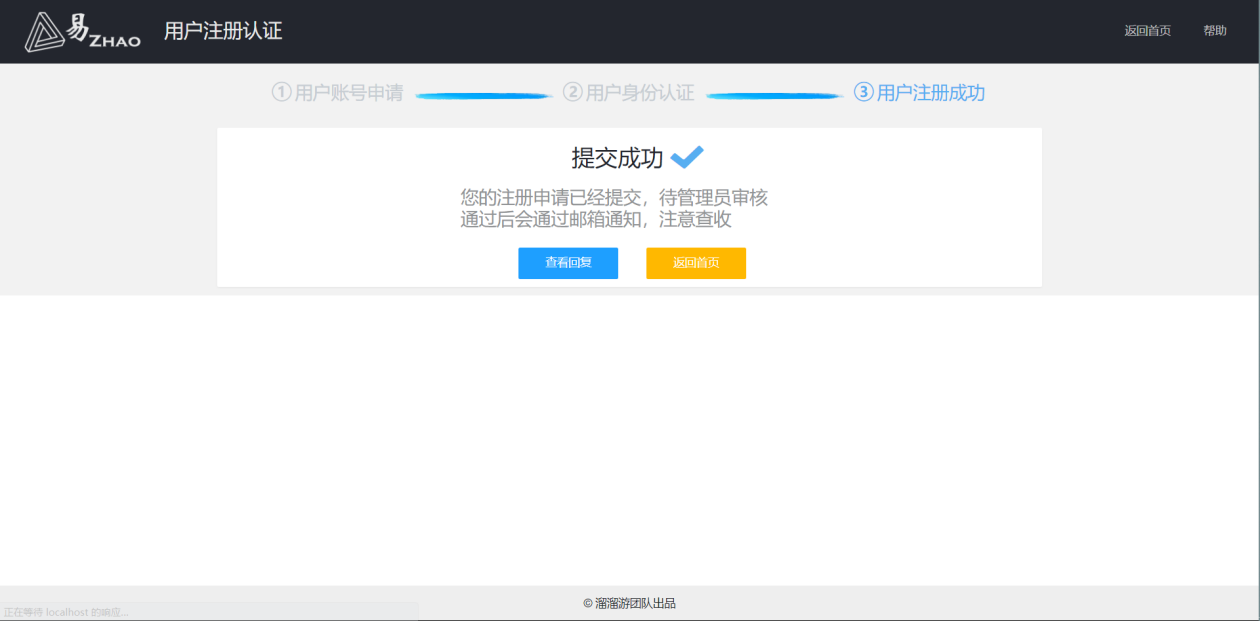 易ZHAO 用户注册认证 返回首页 帮助
①用户账号申请 ②用户身份认证 ③用户注册成功
提交成功
您的注册申请已经提交，待管理员审核
通过后会通过邮箱通知，注意查收
查看回复 返回首页
© 溜溜游团队出品
正在等待 localhost 的响应...